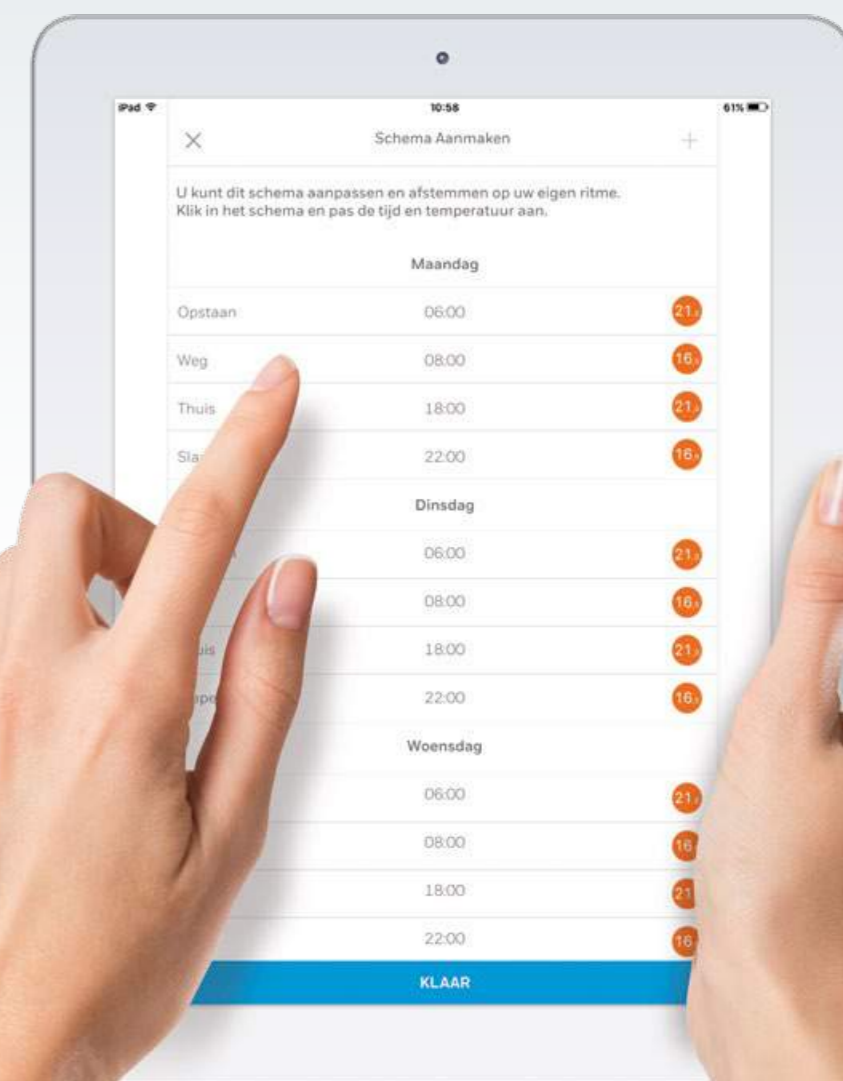 iPad 10:58 61%
Schema Aanmaken
U kunt dit schema aanpassen en afstemmen op uw eigen ritme.
Klik in het schema en pas de tijd en temperatuur aan.
Maandag
Opstaan 06:00 21
Weg 08:00 16
Thuis 18:00 21
22:00 16
Dinsdag
06:00 21
08:00 16
18:00 21
22:00 16
Woensdag
06:00 21
08:00 16
18:00 21
22:00 16
KLAAR